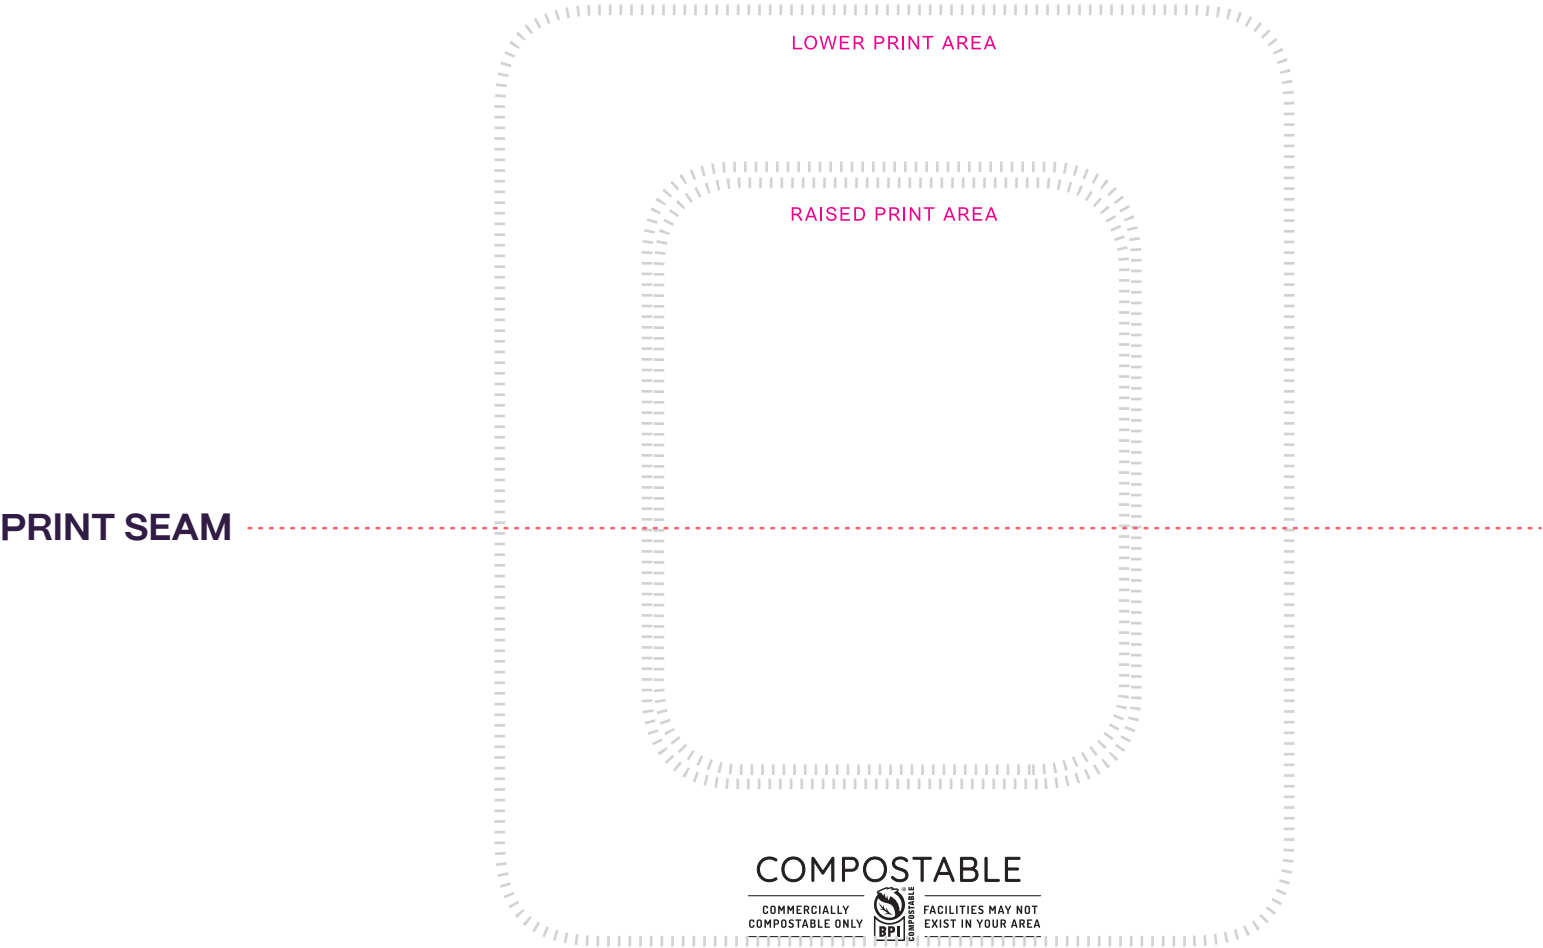 LOWER PRINT AREA
RAISED PRINT AREA
PRINT SEAM
COMPOSTABLE
COMMERCIALLY
COMPOSTABLE ONLY
®
BPI
COMPOSTABLE
FACILITIES MAY NOT
EXIST IN YOUR AREA